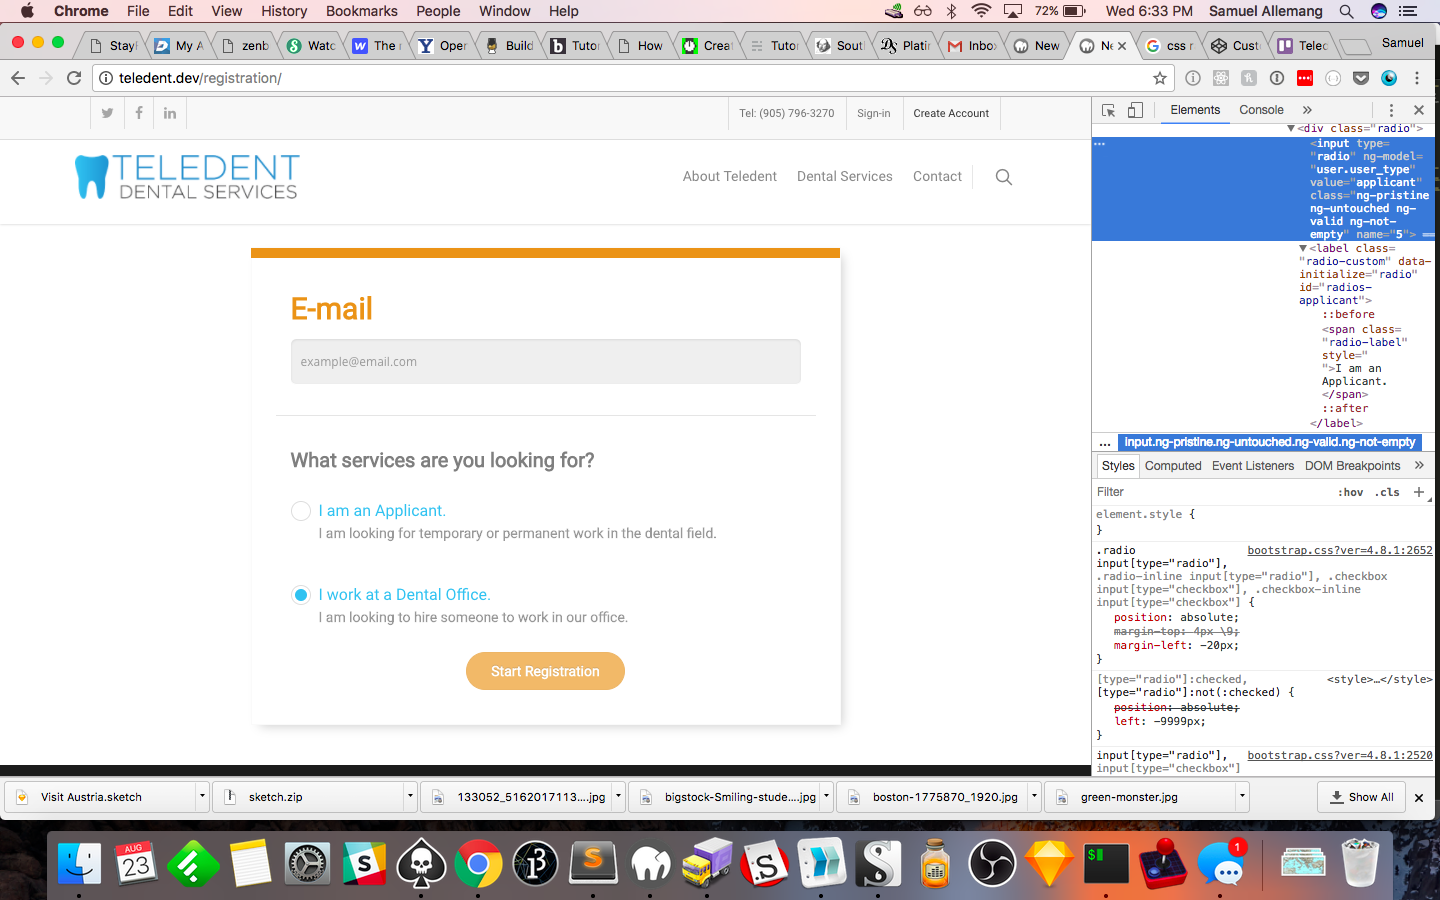 Chrome File Edit View History Bookmarks People Window Help 72% Wed 6:33 PM Samuel Allemang
Stay My A zenb Watc The Oper Build Tutor How Creat Tutor Sout Platir Inbo New Ne css r Cust Telec Samuel
teledent.dev/registration/
Tel: (905) 796-3270 Sign-in Create Account
TELEDENT
DENTAL SERVICES
About Teledent Dental Services Contact
E-mail
example@email.com
What services are you looking for?
I am an Applicant.
I am looking for temporary or permanent work in the dental field.
I work at a Dental Office.
I am looking to hire someone to work in our office.
Start Registration
Elements Console »
<div class="radio">
<input type=
"radio" ng-model=
"user.user_type"
value="applicant"
class="ng-pristine
ng-untouched ng-
valid ng-not-
empty" name="5"> ==
<label class=
"radio-custom" data-
initialize="radio"
id="radios-
applicant">
::before
<span class=
"radio-label"
style="
">I am an
Applicant.
</span>
::after
</label>
... input.ng-pristine.ng-untouched.ng-valid.ng-not-empty
Styles Computed Event Listeners DOM Breakpoints »
Filter :hov .cls +
element.style {
}
.radio bootstrap.css?ver=4.8.1:2652
input[type="radio"],
.radio-inline input[type="radio"], .checkbox
input[type="checkbox"], .checkbox-inline
input[type="checkbox"] {
position: absolute;
margin-top: 4px \9;
margin-left: -20px;
}
[type="radio"]:checked, <style>…</style>
[type="radio"]:not(:checked) {
position: absolute;
left: -9999px;
}
input[type="radio"], bootstrap.css?ver=4.8.1:2520
input[type="checkbox"]
Visit Austria.sketch sketch.zip 133052_5162017113....jpg bigstock-Smiling-stude....jpg boston-1775870_1920.jpg green-monster.jpg Show All
AUG
23
1